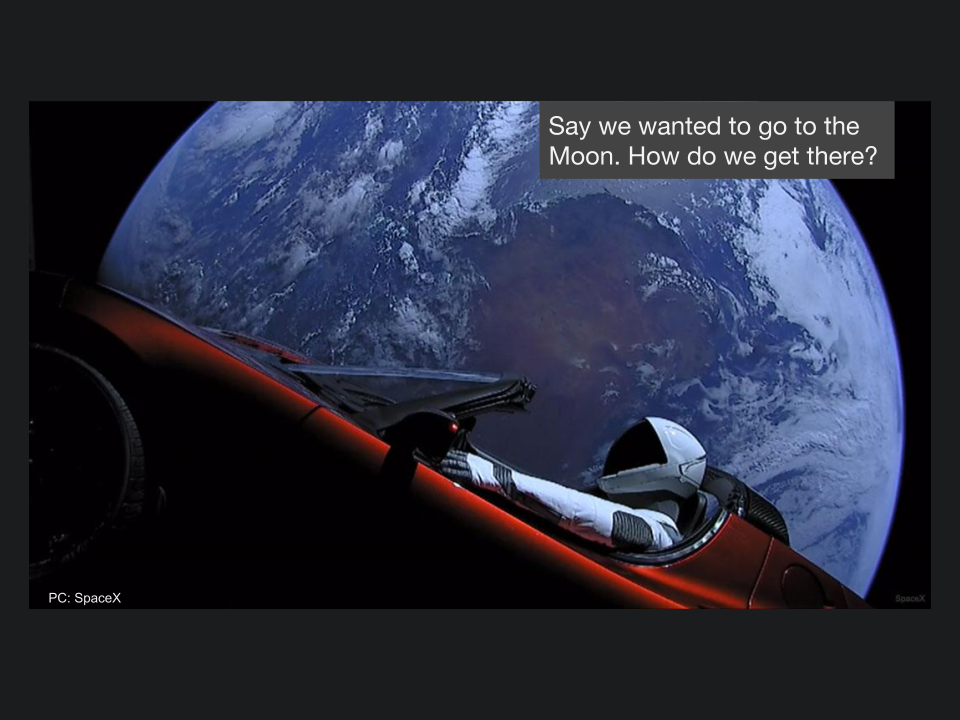 Say we wanted to go to the
Moon. How do we get there?
PC: SpaceX
SpaceX